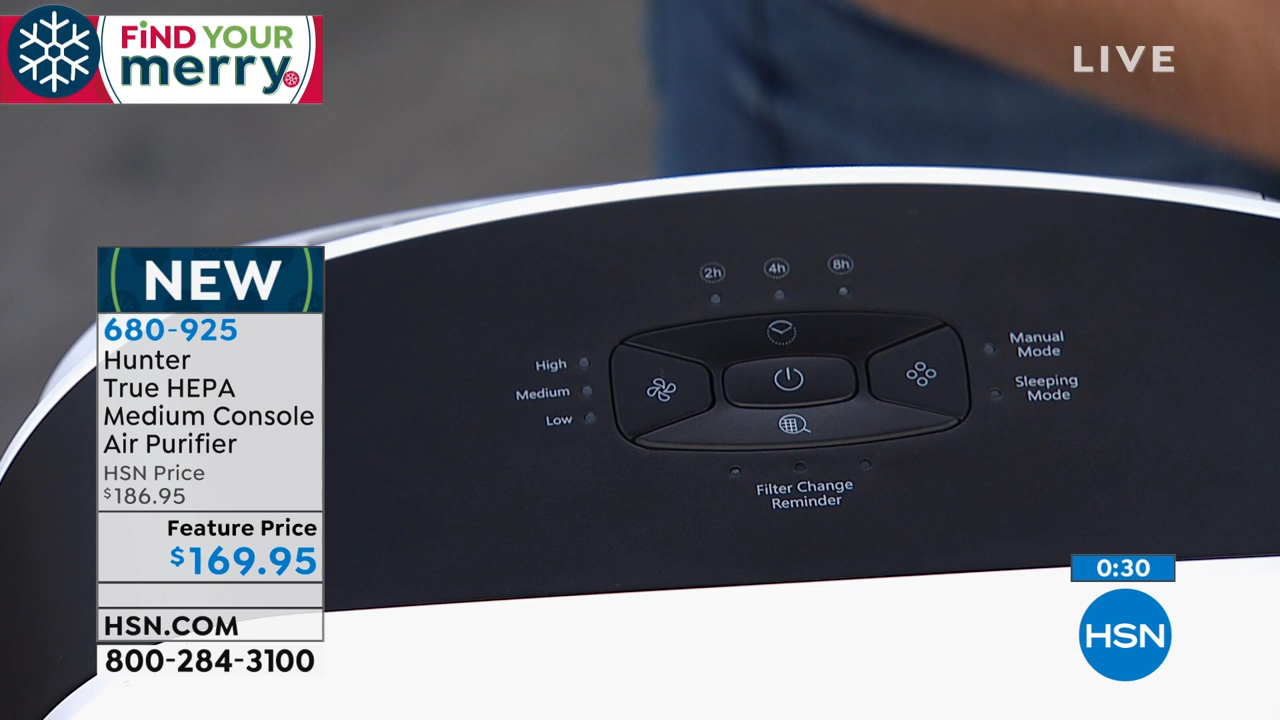 FiND YOUR
merry.
LIVE
NEW
680-925
Hunter
True HEPA
Medium Console
Air Purifier
HSN Price
$186.95
Feature Price
$169.95
HSN.COM
800-284-3100
2h 4h 8h
High
Medium
Low
Manual
Mode
Sleeping
Mode
Filter Change
Reminder
0:30
HSN